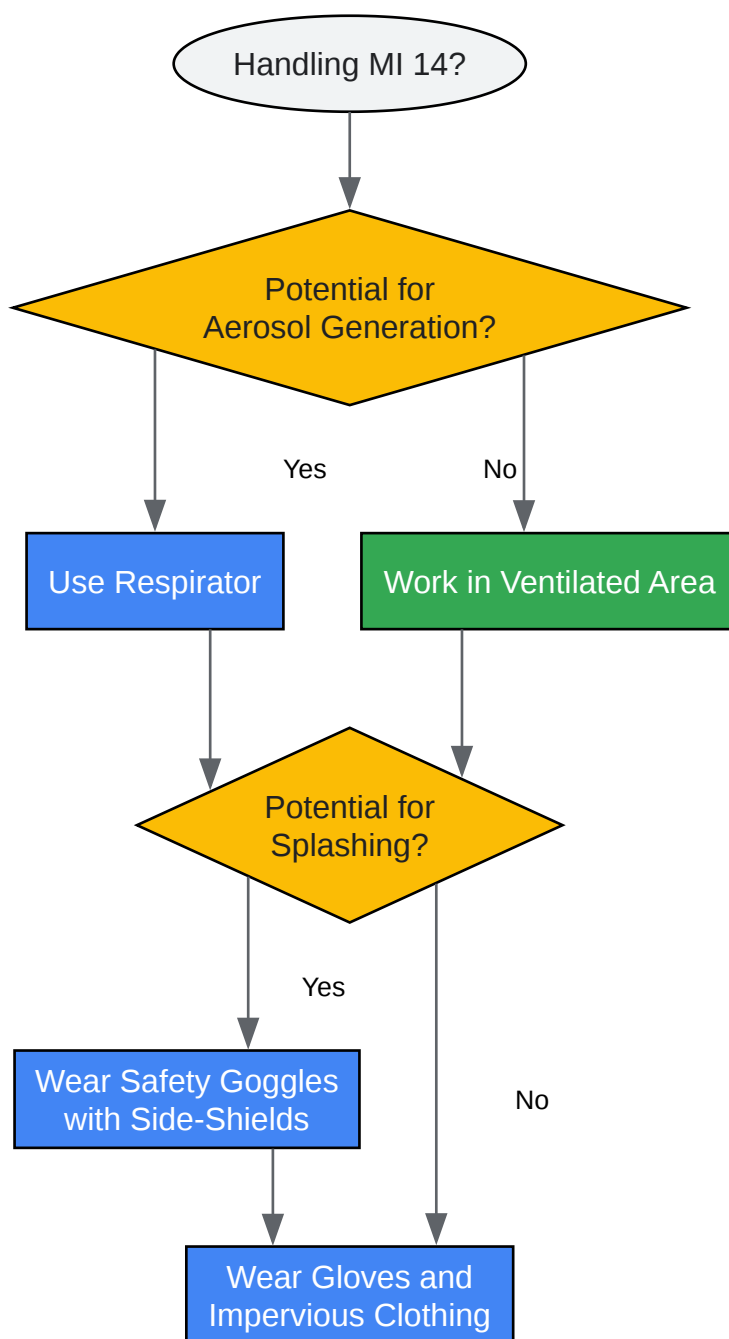 Handling MI 14?
Potential for
Aerosol Generation?
Yes
No
Use Respirator
Work in Ventilated Area
Potential for
Splashing?
Yes
Wear Safety Goggles
with Side-Shields
No
Wear Gloves and
Impervious Clothing